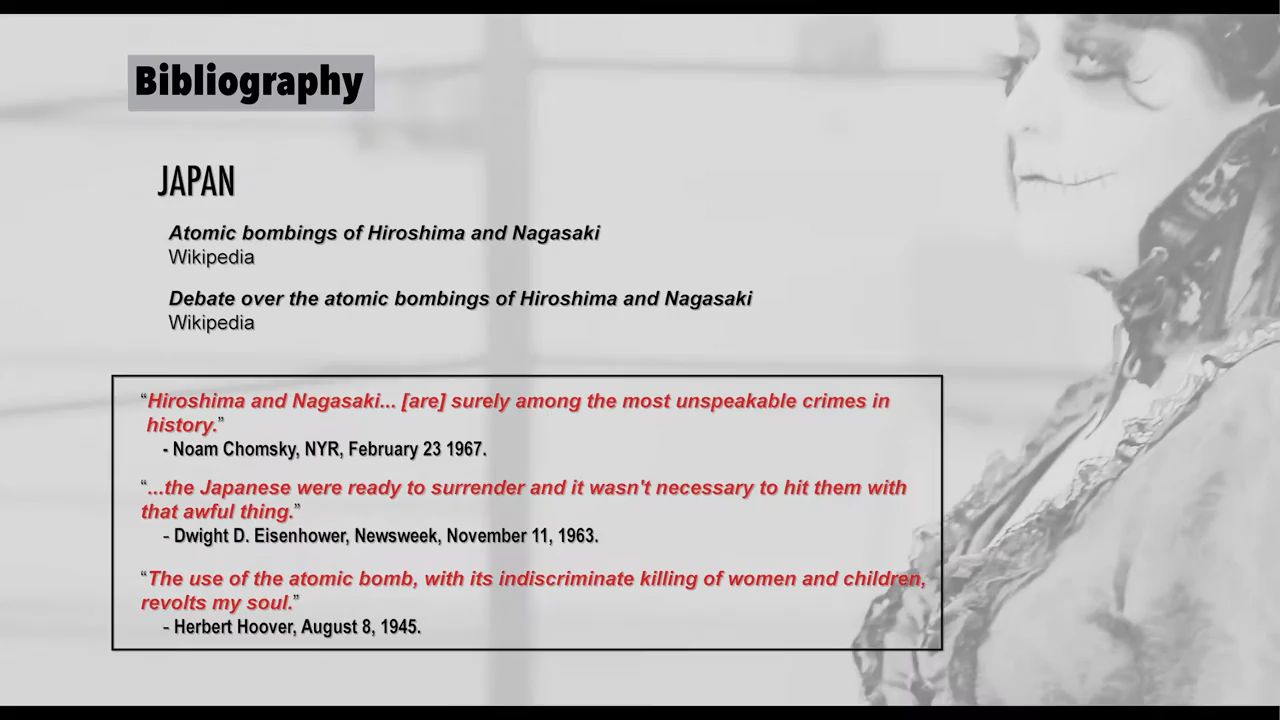 Bibliography
JAPAN
Atomic bombings of Hiroshima and Nagasaki
Wikipedia
Debate over the atomic bombings of Hiroshima and Nagasaki
Wikipedia
“Hiroshima and Nagasaki... [are] surely among the most unspeakable crimes in
history.”
- Noam Chomsky, NYR, February 23 1967.
“...the Japanese were ready to surrender and it wasn't necessary to hit them with
that awful thing.”
- Dwight D. Eisenhower, Newsweek, November 11, 1963.
“The use of the atomic bomb, with its indiscriminate killing of women and children,
revolts my soul.”
- Herbert Hoover, August 8, 1945.